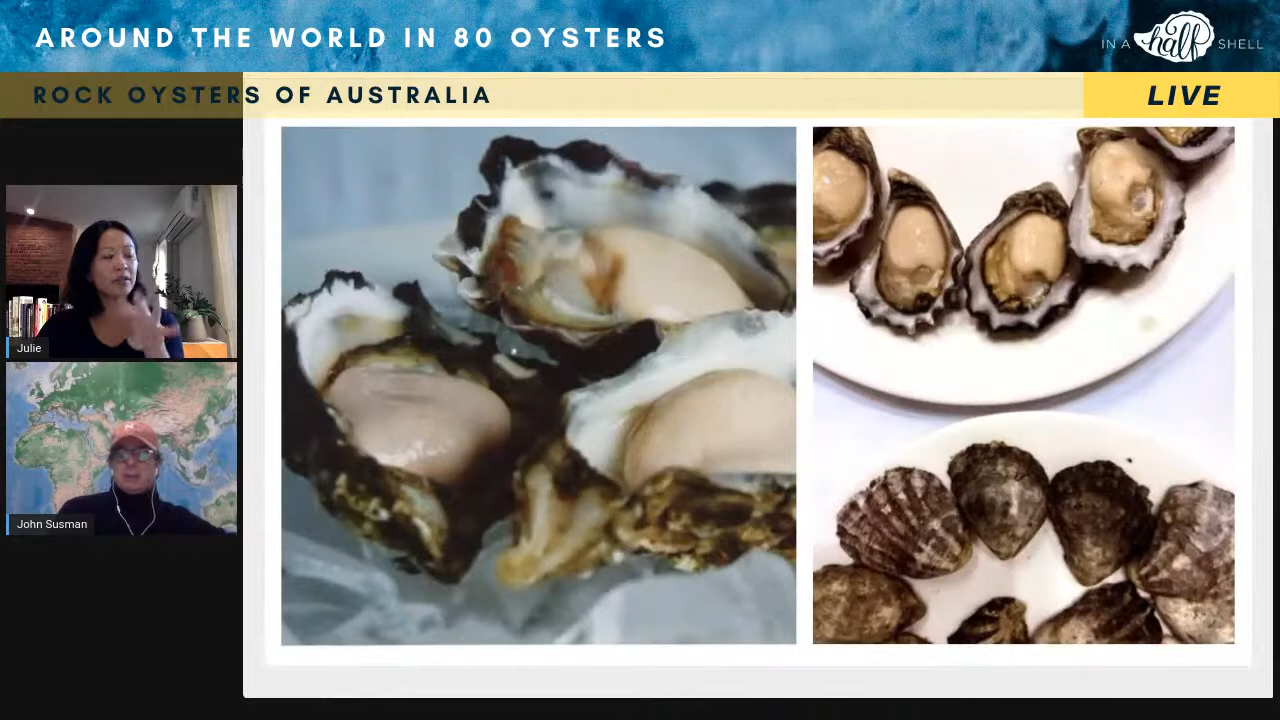 AROUND THE WORLD IN 80 OYSTERS
IN A half SHELL
ROCK OYSTERS OF AUSTRALIA
LIVE
Julie
John Susman